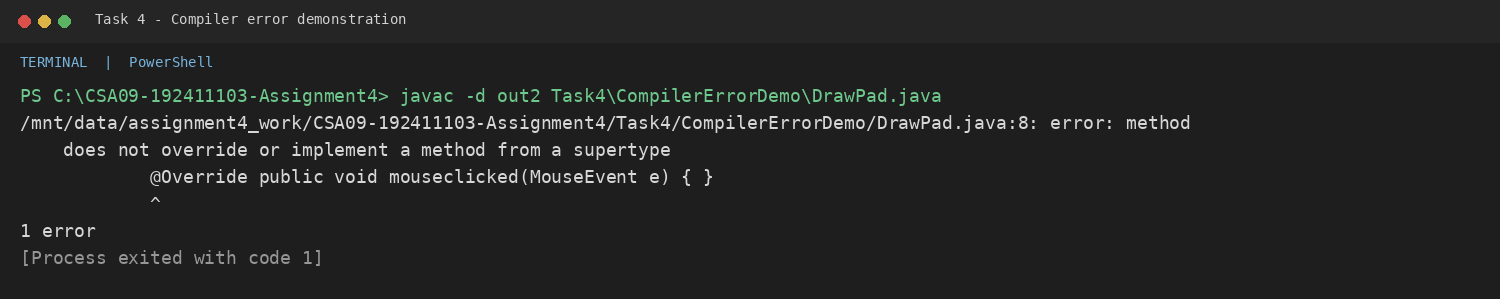 Task 4 - Compiler error demonstration
TERMINAL | PowerShell
PS C:\CSA09-192411103-Assignment4> javac -d out2 Task4\CompilerErrorDemo\DrawPad.java
/mnt/data/assignment4_work/CSA09-192411103-Assignment4/Task4/CompilerErrorDemo/DrawPad.java:8: error: method
    does not override or implement a method from a supertype
            @Override public void mouseclicked(MouseEvent e) { }
            ^
1 error
[Process exited with code 1]